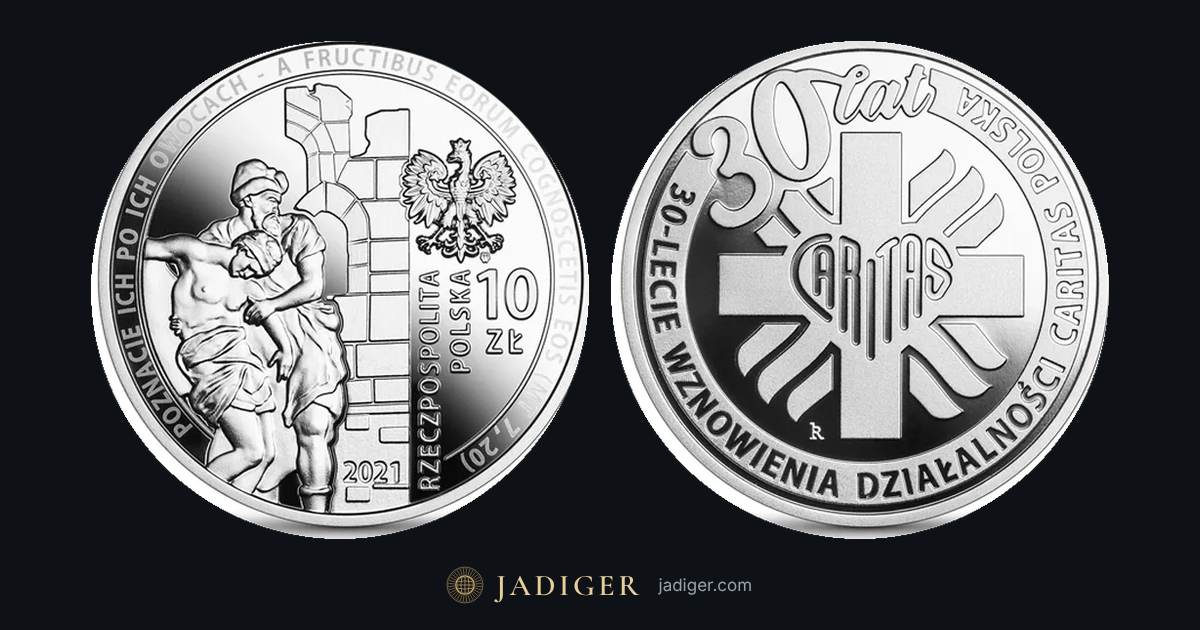 POZNACIE ICH PO ICH OWOCACH - A FRUCTIBUS EORUM COGNOSCETIS EOS (MT 7,20)
10
ZŁ
RZECZPOSPOLITA
POLSKA
2021
30 lat
CARITAS
30-LECIE WZNOWIENIA DZIAŁALNOŚCI CARITAS POLSKA
JADIGER
jadiger.com